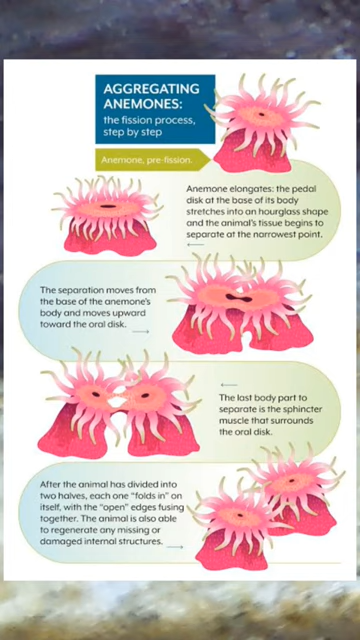 AGGREGATING
ANEMONES:
the fission process,
step by step
Anemone, pre-fission.
Anemone elongates: the pedal
disk at the base of its body
stretches into an hourglass shape
and the animal's tissue begins to
separate at the narrowest point.
The separation moves from
the base of the anemone's
body and moves upward
toward the oral disk.
The last body part to
separate is the sphincter
muscle that surrounds
the oral disk.
After the animal has divided into
two halves, each one "folds in" on
itself, with the "open" edges fusing
together. The animal is also able
to regenerate any missing or
damaged internal structures.